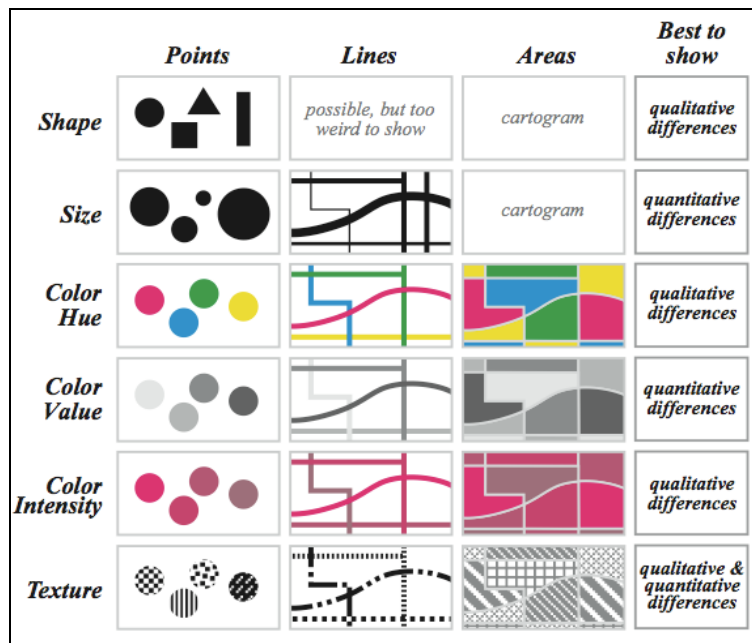 Points
Lines
Areas
Best to
show
Shape
possible, but too
weird to show
cartogram
qualitative
differences
Size
cartogram
quantitative
differences
Color
Hue
qualitative
differences
Color
Value
quantitative
differences
Color
Intensity
qualitative
differences
Texture
qualitative &
quantitative
differences